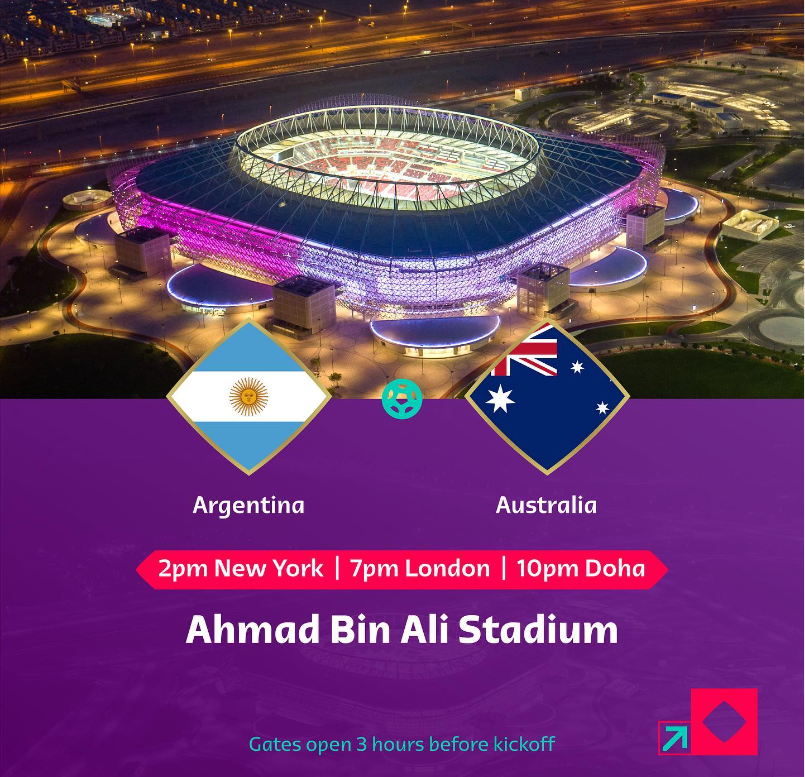 Argentina
Australia
2pm New York | 7pm London | 10pm Doha
Ahmad Bin Ali Stadium
Gates open 3 hours before kickoff